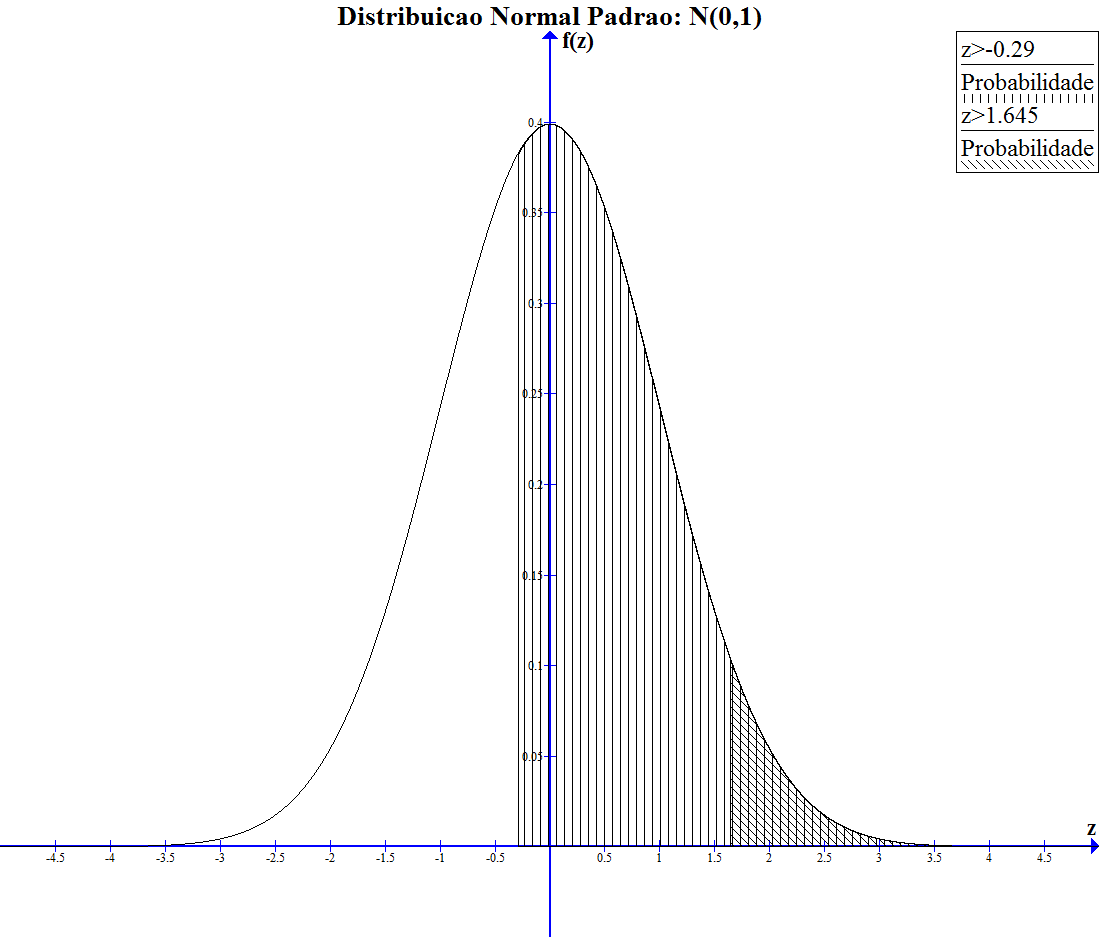 Distribuicao Normal Padrao: N(0,1)
f(z)
z>-0.29
Probabilidade
z>1.645
Probabilidade
0.4
0.35
0.3
0.25
0.2
0.15
0.1
0.05
z
-4.5 -4 -3.5 -3 -2.5 -2 -1.5 -1 -0.5 0.5 1 1.5 2 2.5 3 3.5 4 4.5